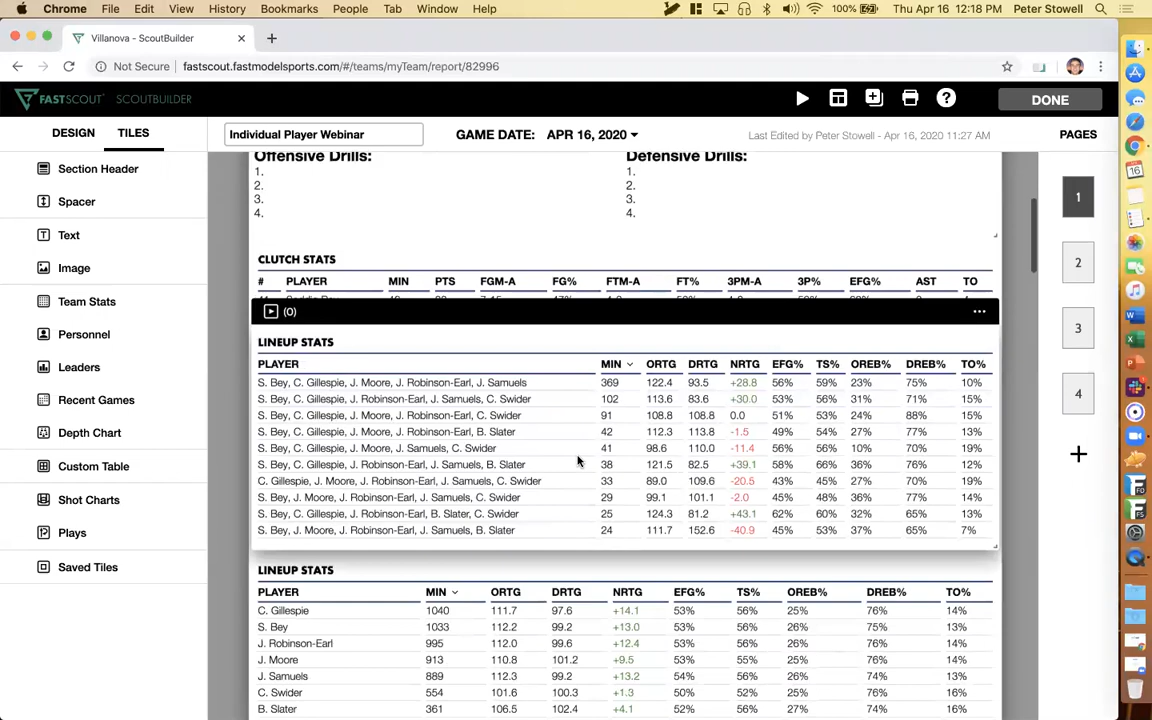 Chrome File Edit View History Bookmarks People Tab Window Help 100% Thu Apr 16 12:18 PM Peter Stowell
Villanova - ScoutBuilder
Not Secure fastscout.fastmodelsports.com/#/teams/myTeam/report/82996
FASTSCOUT SCOUTBUILDER DONE
DESIGN TILES Individual Player Webinar GAME DATE: APR 16, 2020 Last Edited by Peter Stowell - Apr 16, 2020 11:27 AM PAGES
Section Header
Spacer
Text
Image
Team Stats
Personnel
Leaders
Recent Games
Depth Chart
Custom Table
Shot Charts
Plays
Saved Tiles
Offensive Drills: Defensive Drills:
1. 1.
2. 2.
3. 3.
4. 4.
CLUTCH STATS
# PLAYER MIN PTS FGM-A FG% FTM-A FT% 3PM-A 3P% EFG% AST TO
(0)
LINEUP STATS
PLAYER MIN ORTG DRTG NRTG EFG% TS% OREB% DREB% TO%
S. Bey, C. Gillespie, J. Moore, J. Robinson-Earl, J. Samuels 369 122.4 93.5 +28.8 56% 59% 23% 75% 10%
S. Bey, C. Gillespie, J. Robinson-Earl, J. Samuels, C. Swider 102 113.6 83.6 +30.0 53% 56% 31% 71% 15%
S. Bey, C. Gillespie, J. Moore, J. Robinson-Earl, C. Swider 91 108.8 108.8 0.0 51% 53% 24% 88% 15%
S. Bey, C. Gillespie, J. Moore, J. Robinson-Earl, B. Slater 42 112.3 113.8 -1.5 49% 54% 27% 77% 13%
S. Bey, C. Gillespie, J. Moore, J. Samuels, C. Swider 41 98.6 110.0 -11.4 56% 56% 10% 70% 19%
S. Bey, C. Gillespie, J. Robinson-Earl, J. Samuels, B. Slater 38 121.5 82.5 +39.1 58% 66% 36% 76% 12%
C. Gillespie, J. Moore, J. Robinson-Earl, J. Samuels, C. Swider 33 89.0 109.6 -20.5 43% 45% 27% 70% 19%
S. Bey, J. Moore, J. Robinson-Earl, J. Samuels, C. Swider 29 99.1 101.1 -2.0 45% 48% 36% 77% 14%
S. Bey, C. Gillespie, J. Robinson-Earl, B. Slater, C. Swider 25 124.3 81.2 +43.1 62% 60% 32% 65% 13%
S. Bey, J. Moore, J. Robinson-Earl, J. Samuels, B. Slater 24 111.7 152.6 -40.9 45% 53% 37% 65% 7%
LINEUP STATS
PLAYER MIN ORTG DRTG NRTG EFG% TS% OREB% DREB% TO%
C. Gillespie 1040 111.7 97.6 +14.1 53% 56% 25% 76% 14%
S. Bey 1033 112.2 99.2 +13.0 53% 56% 26% 75% 13%
J. Robinson-Earl 995 112.0 99.6 +12.4 53% 56% 26% 76% 14%
J. Moore 913 110.8 101.2 +9.5 53% 55% 25% 76% 14%
J. Samuels 889 112.3 99.2 +13.2 54% 56% 26% 74% 13%
C. Swider 554 101.6 100.3 +1.3 50% 52% 25% 76% 16%
B. Slater 361 106.5 102.4 +4.1 52% 56% 27% 74% 16%
1
2
3
4